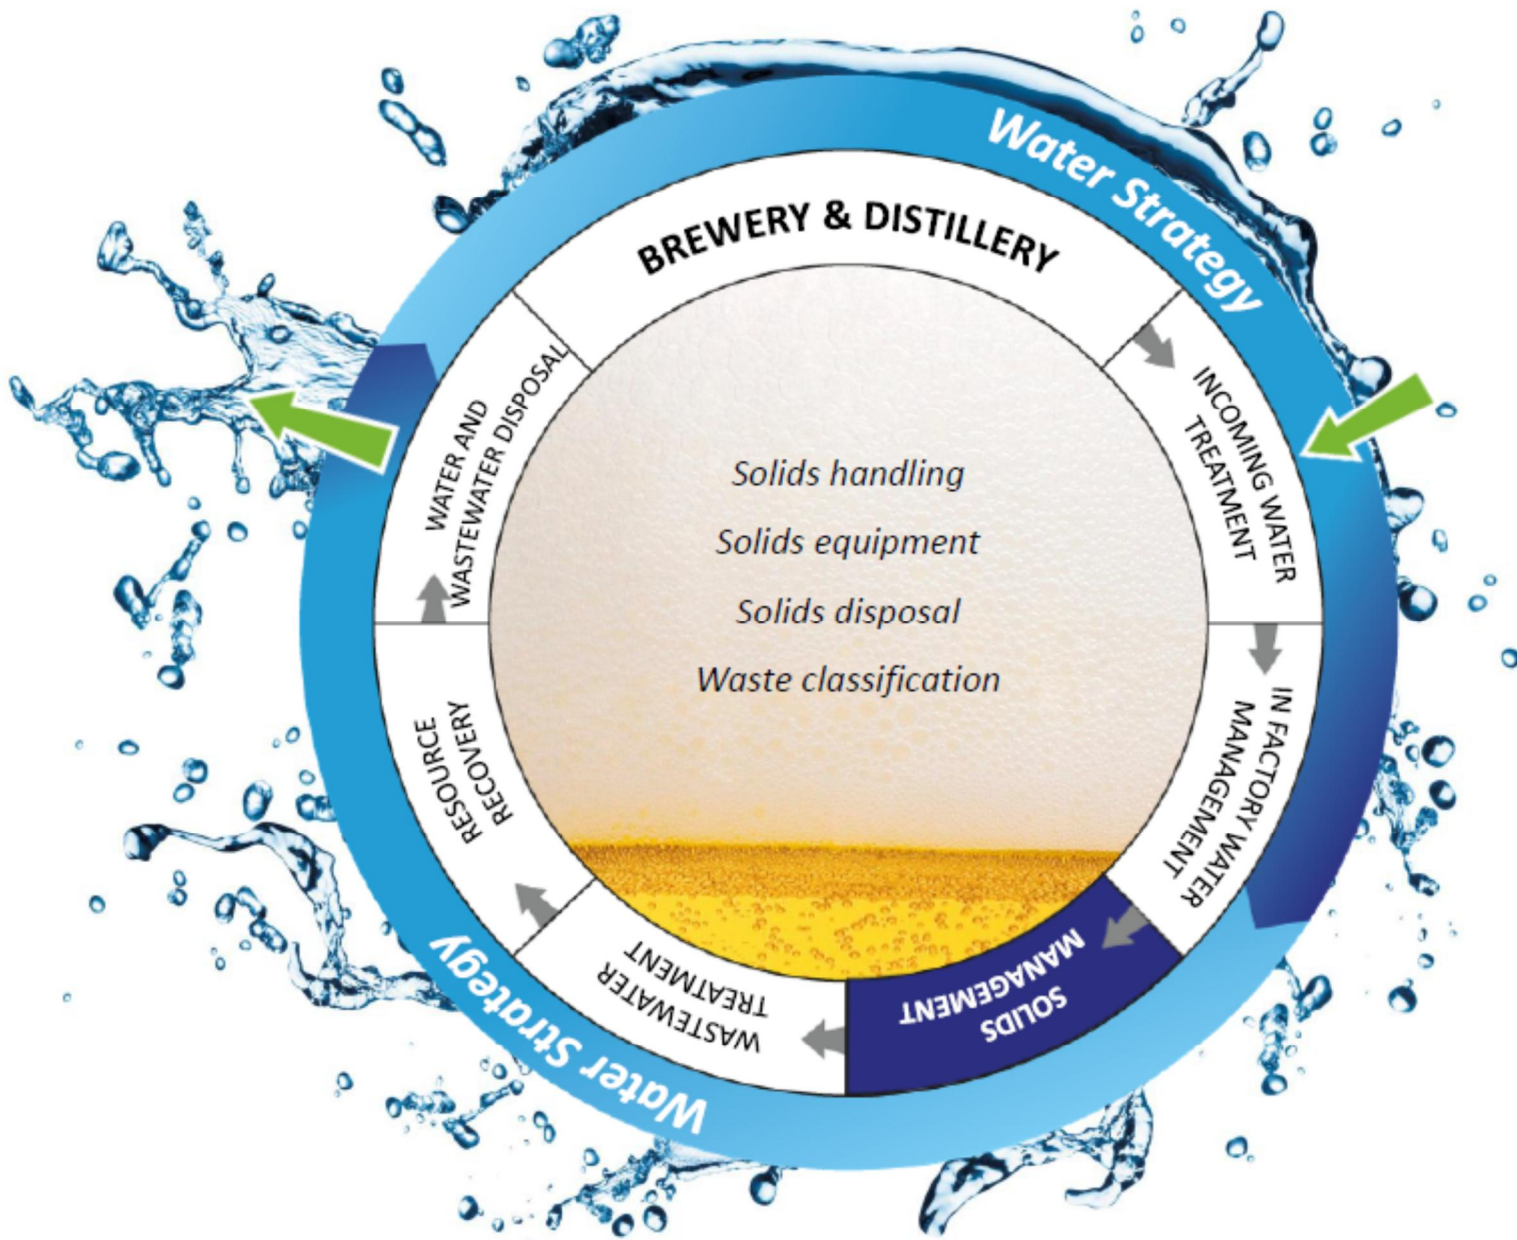 Water Strategy
BREWERY & DISTILLERY
INCOMING WATER
TREATMENT
IN FACTORY WATER
MANAGEMENT
SOLIDS
MANAGEMENT
WASTEWATER
TREATMENT
RESOURCE
RECOVERY
WATER AND
WASTEWATER DISPOSAL
Solids handling
Solids equipment
Solids disposal
Waste classification
Water Strategy